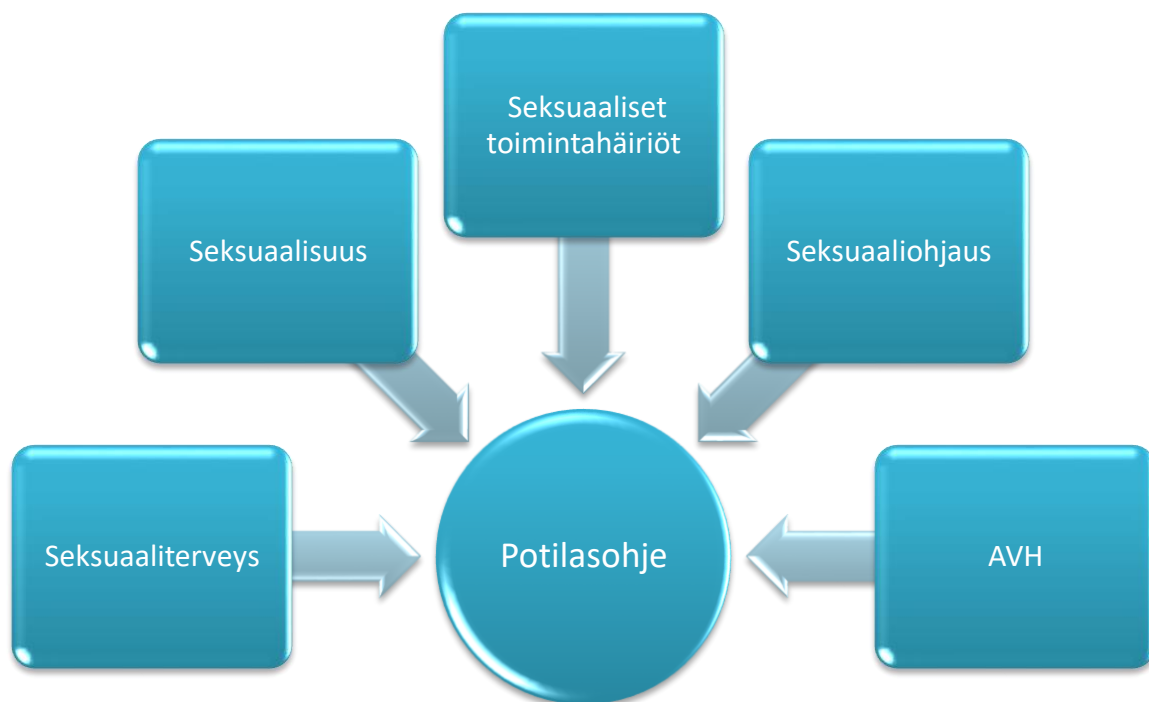 Seksuaaliset
toimintahäiriöt
Seksuaalisuus
Seksuaaliohjaus
Seksuaaliterveys
Potilasohje
AVH